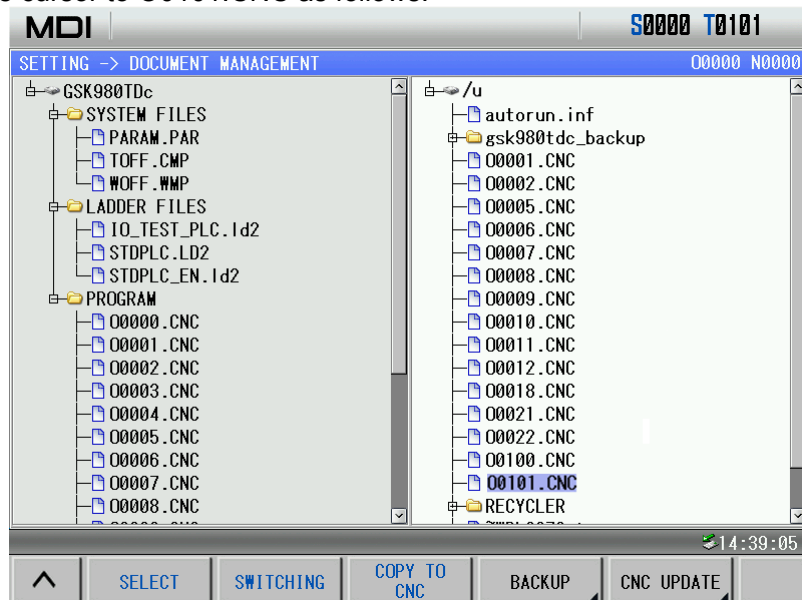 MDI
S0000 T0101
SETTING -> DOCUMENT MANAGEMENT
O0000 N0000
GSK980TDc
SYSTEM FILES
PARAM.PAR
TOFF.CMP
WOFF.WMP
LADDER FILES
IO_TEST_PLC.ld2
STDPLC.LD2
STDPLC_EN.ld2
PROGRAM
O0000.CNC
O0001.CNC
O0002.CNC
O0003.CNC
O0004.CNC
O0005.CNC
O0006.CNC
O0007.CNC
O0008.CNC
/u
autorun.inf
gsk980tdc_backup
O0001.CNC
O0002.CNC
O0005.CNC
O0006.CNC
O0007.CNC
O0008.CNC
O0009.CNC
O0010.CNC
O0011.CNC
O0012.CNC
O0018.CNC
O0021.CNC
O0022.CNC
O0100.CNC
O0101.CNC
RECYCLER
14:39:05
SELECT
SWITCHING
COPY TO
CNC
BACKUP
CNC UPDATE